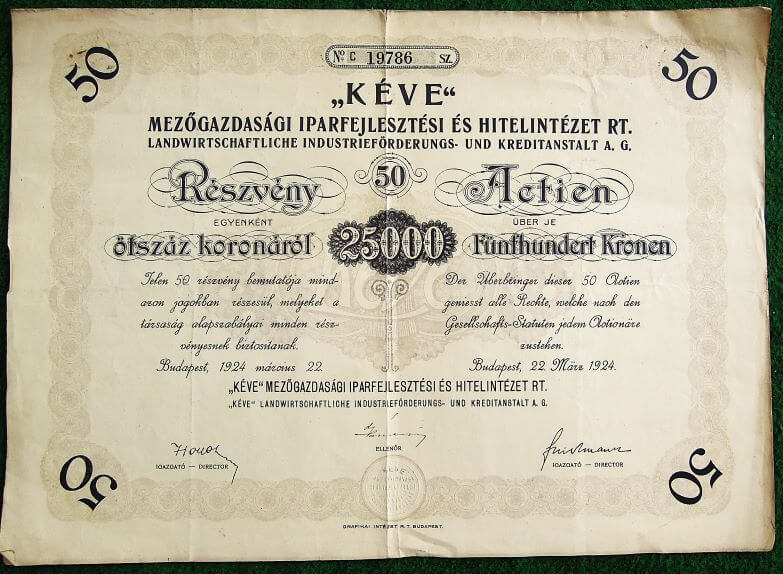 50
50
No C 19786 SZ.
„KÉVE“
MEZŐGAZDASÁGI IPARFEJLESZTÉSI ÉS HITELINTÉZET RT.
LANDWIRTSCHAFTLICHE INDUSTRIEFÖRDERUNGS- UND KREDITANSTALT A. G.
Részvény 50 Actien
EGYENKÉNT
ÜBER JE
ötszáz koronáról 25000 Fünfhundert Kronen
Jelen 50 részvény bemutatója mind-
azon jogokban részesül, melyeket a
társaság alapszabályai minden rész-
vényesnek biztositanak.
Budapest, 1924 március 22.
Der Überbringer dieser 50 Actien
geniesst alle Rechte, welche nach den
Gesellschafts-Statuten jedem Actionäre
zustehen.
Budapest, 22. März 1924.
„KÉVE“ MEZŐGAZDASÁGI IPARFEJLESZTÉSI ÉS HITELINTÉZET RT.
„KÉVE“ LANDWIRTSCHAFTLICHE INDUSTRIEFÖRDERUNGS- UND KREDITANSTALT A. G.
IGAZGATÓ — DIRECTOR
ELLENŐR
IGAZGATÓ — DIRECTOR
50
50
KÉVE
GRAFIKAI INTÉZET R. T. BUDAPEST.